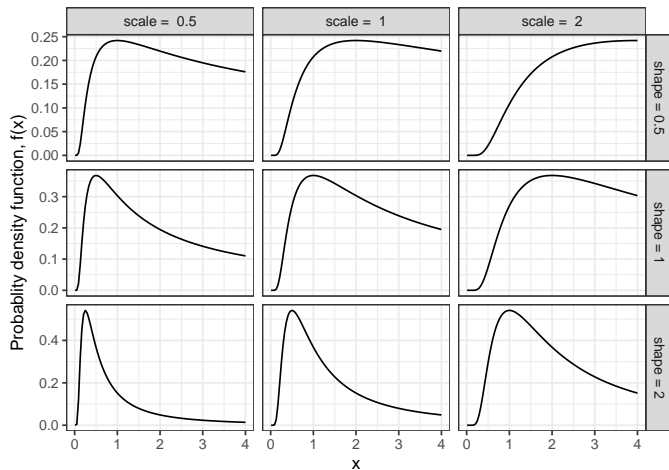 scale = 0.5
scale = 1
scale = 2
Probablity density function, f(x)
0.25
0.20
0.15
0.10
0.05
0.00
shape = 0.5
0.3
0.2
0.1
0.0
shape = 1
0.4
0.2
0.0
shape = 2
0 1 2 3 4 0 1 2 3 4 0 1 2 3 4
x